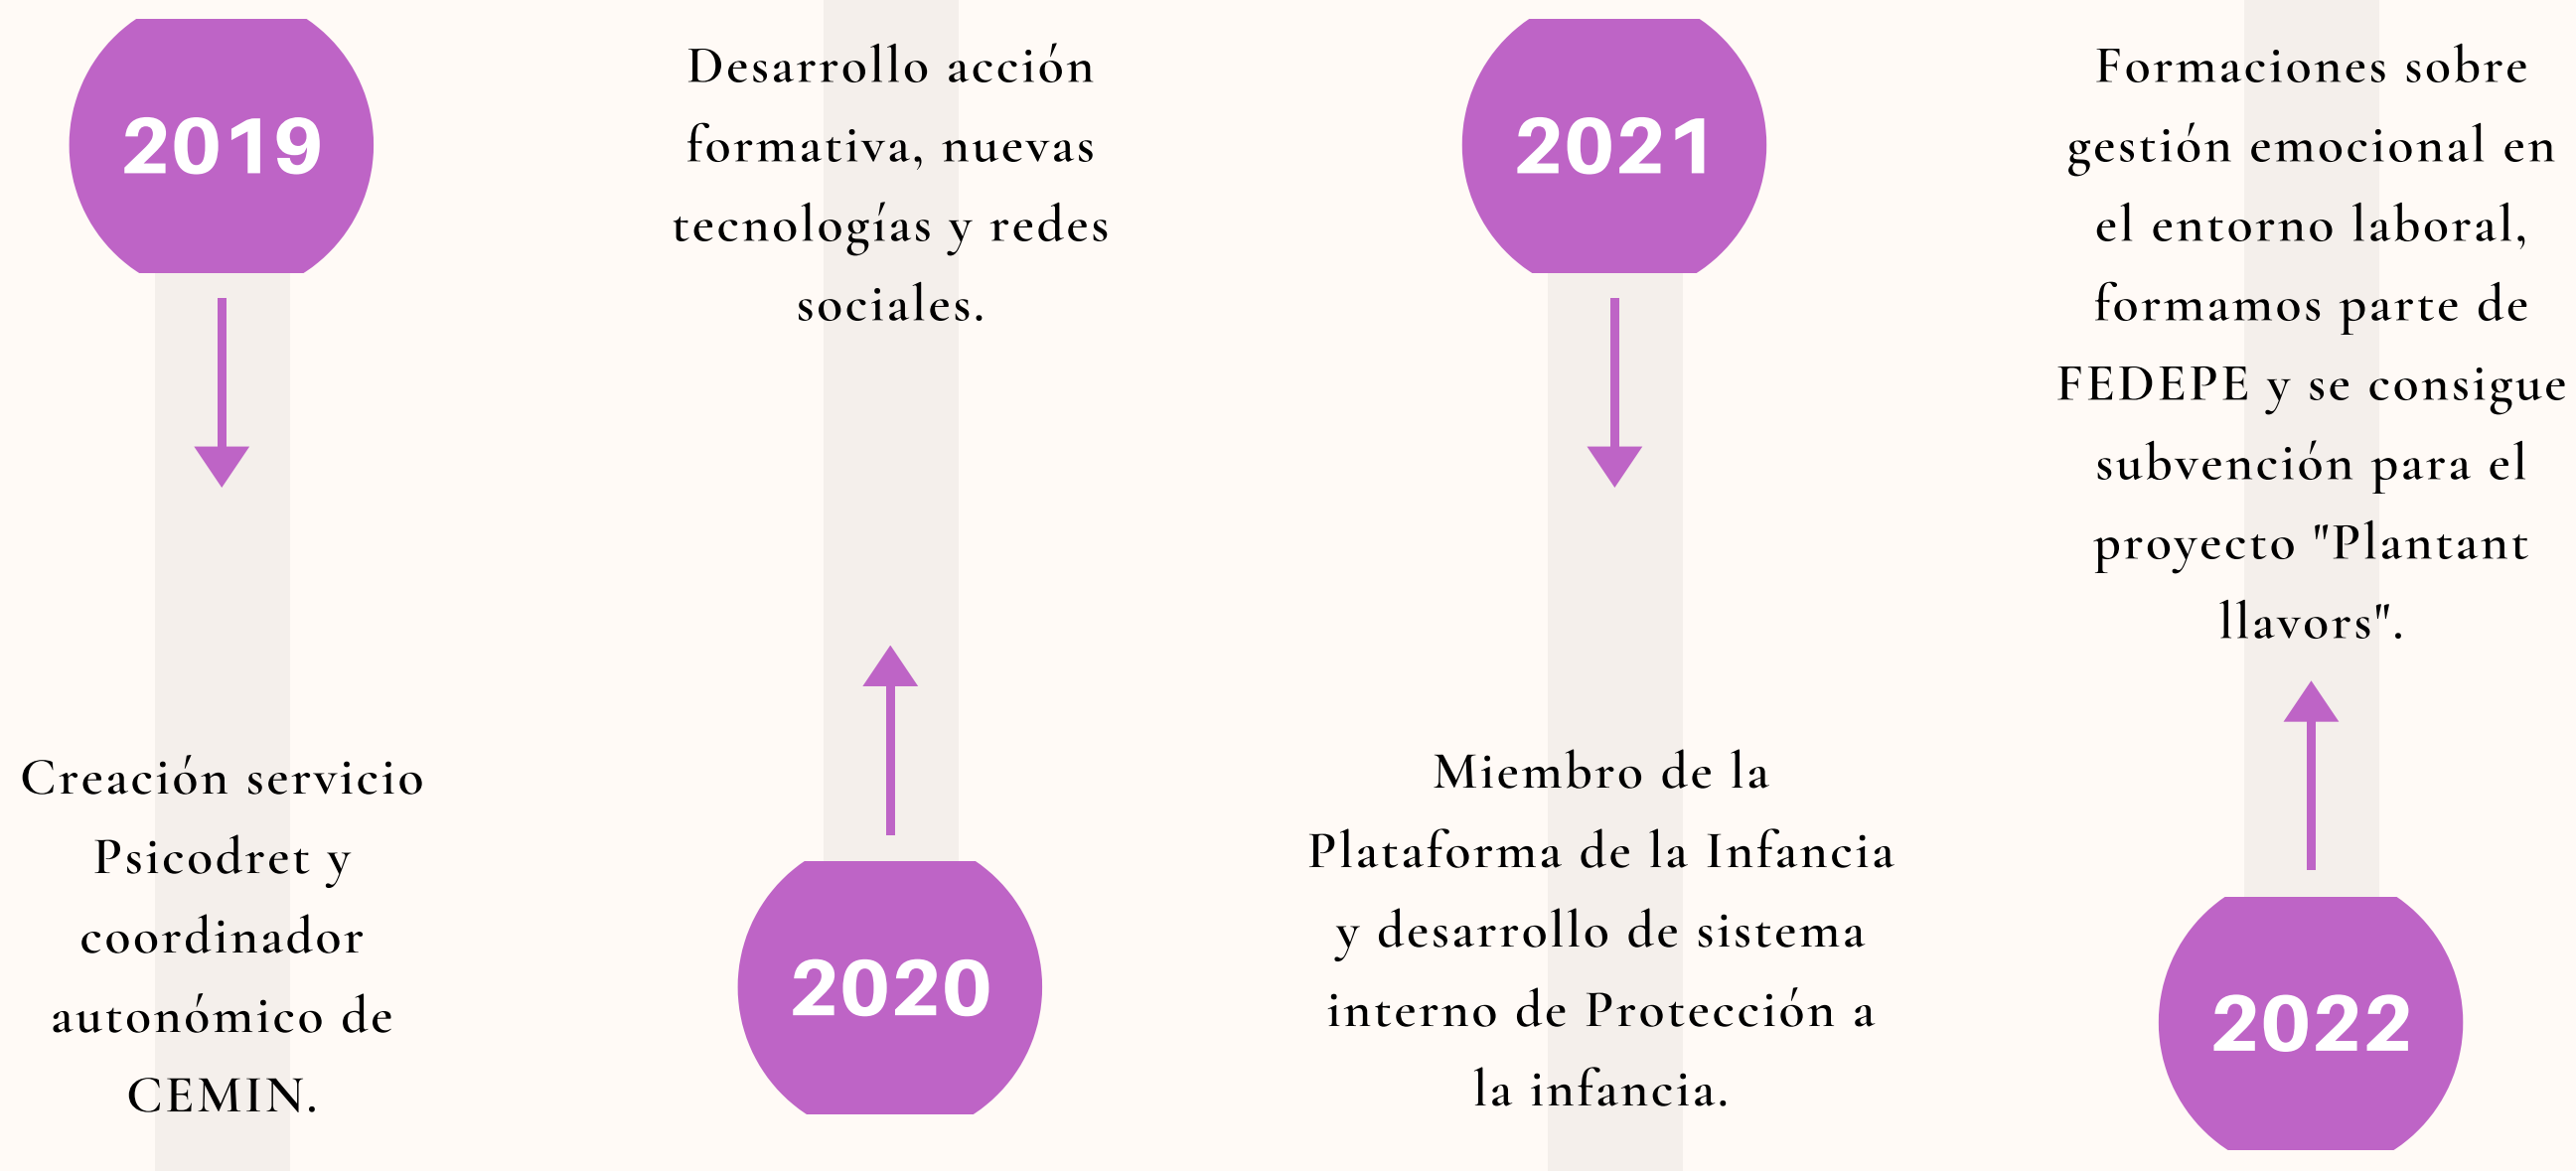 2019
Creación servicio
Psicodret y
coordinador
autonómico de
CEMIN.
Desarrollo acción
formativa, nuevas
tecnologías y redes
sociales.
2020
2021
Miembro de la
Plataforma de la Infancia
y desarrollo de sistema
interno de Protección a
la infancia.
Formaciones sobre
gestión emocional en
el entorno laboral,
formamos parte de
FEDEPE y se consigue
subvención para el
proyecto "Plantant
llavors".
2022